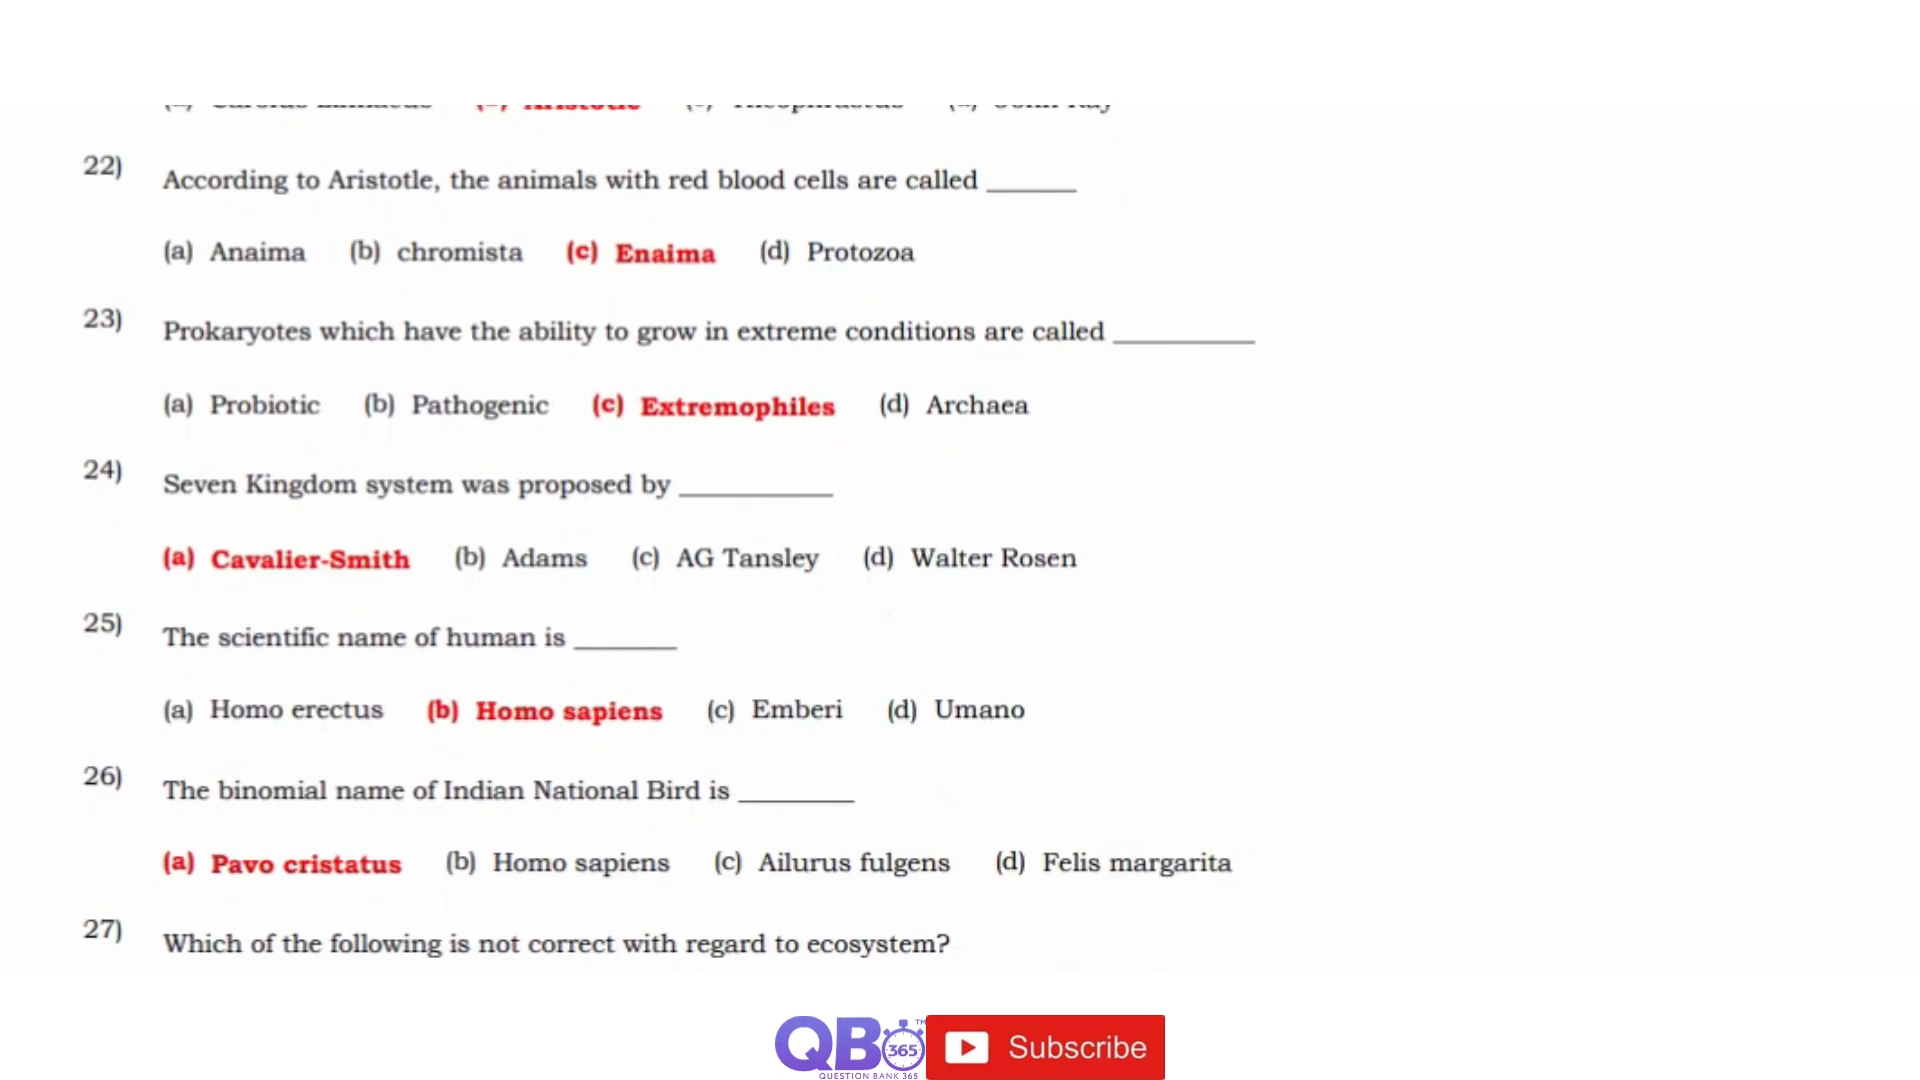 22) According to Aristotle, the animals with red blood cells are called ______
(a) Anaima (b) chromista (c) Enaima (d) Protozoa
23) Prokaryotes which have the ability to grow in extreme conditions are called __________
(a) Probiotic (b) Pathogenic (c) Extremophiles (d) Archaea
24) Seven Kingdom system was proposed by ___________
(a) Cavalier-Smith (b) Adams (c) AG Tansley (d) Walter Rosen
25) The scientific name of human is _______
(a) Homo erectus (b) Homo sapiens (c) Emberi (d) Umano
26) The binomial name of Indian National Bird is ________
(a) Pavo cristatus (b) Homo sapiens (c) Ailurus fulgens (d) Felis margarita
27) Which of the following is not correct with regard to ecosystem?
QB 365 ™
QUESTION BANK 365
Subscribe